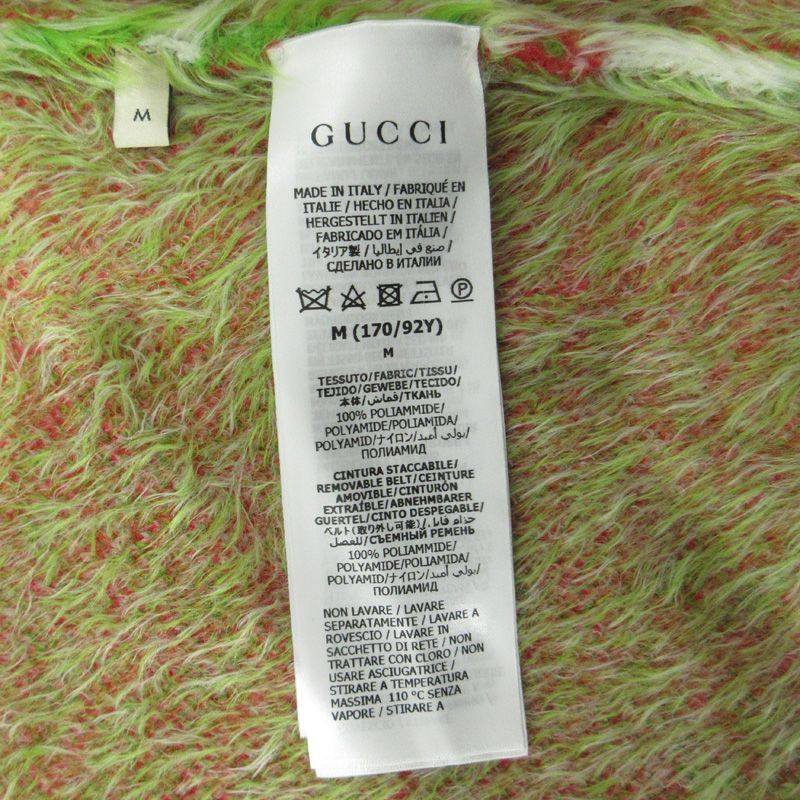 M
GUCCI
MADE IN ITALY / FABRIQUÉ EN
ITALIE / HECHO EN ITALIA /
HERGESTELLT IN ITALIEN /
FABRICADO EM ITÁLIA /
イタリア製 / صنع في إيطاليا /
СДЕЛАНО В ИТАЛИИ
P
M (170/92Y)
M
TESSUTO/FABRIC/TISSU/
TEJIDO/GEWEBE/TECIDO/
本体/قماش/ТКАНЬ
100% POLIAMMIDE/
POLYAMIDE/POLIAMIDA/
POLYAMID/ナイロン/بولي أميد/
ПОЛИАМИД
CINTURA STACCABILE/
REMOVABLE BELT/CEINTURE
AMOVIBLE/CINTURÓN
EXTRAÍBLE/ABNEHMBARER
GUERTEL/CINTO DESPEGABLE/
ベルト(取り外し可能)/حزام قابل
للفصل/СЪЕМНЫЙ РЕМЕНЬ
100% POLIAMMIDE/
POLYAMIDE/POLIAMIDA/
POLYAMID/ナイロン/بولي أميد/
ПОЛИАМИД
NON LAVARE / LAVARE
SEPARATAMENTE / LAVARE A
ROVESCIO / LAVARE IN
SACCHETTO DI RETE / NON
TRATTARE CON CLORO / NON
USARE ASCIUGATRICE /
STIRARE A TEMPERATURA
MASSIMA 110 °C SENZA
VAPORE / STIRARE A